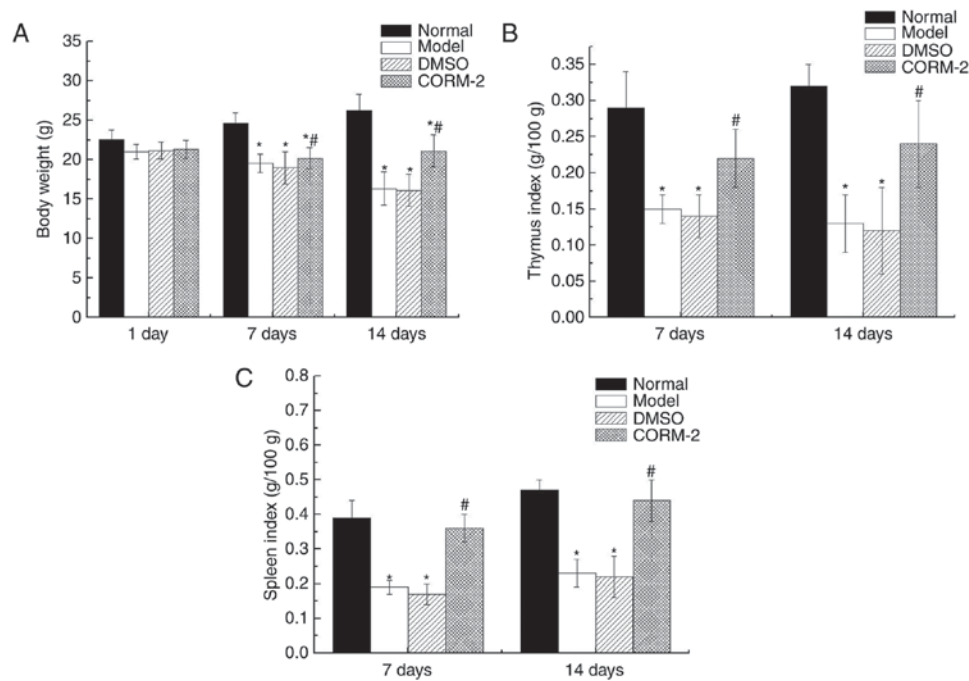 A
Normal
Model
DMSO
CORM-2
Body weight (g)
35
30
25
20
15
10
5
0
* * *# * * *#
1 day 7 days 14 days
B
Normal
Model
DMSO
CORM-2
Thymus index (g/100 g)
0.35
0.30
0.25
0.20
0.15
0.10
0.05
0.00
* * # * * #
7 days 14 days
C
Normal
Model
DMSO
CORM-2
Spleen index (g/100 g)
0.8
0.7
0.6
0.5
0.4
0.3
0.2
0.1
0.0
* * # * * #
7 days 14 days